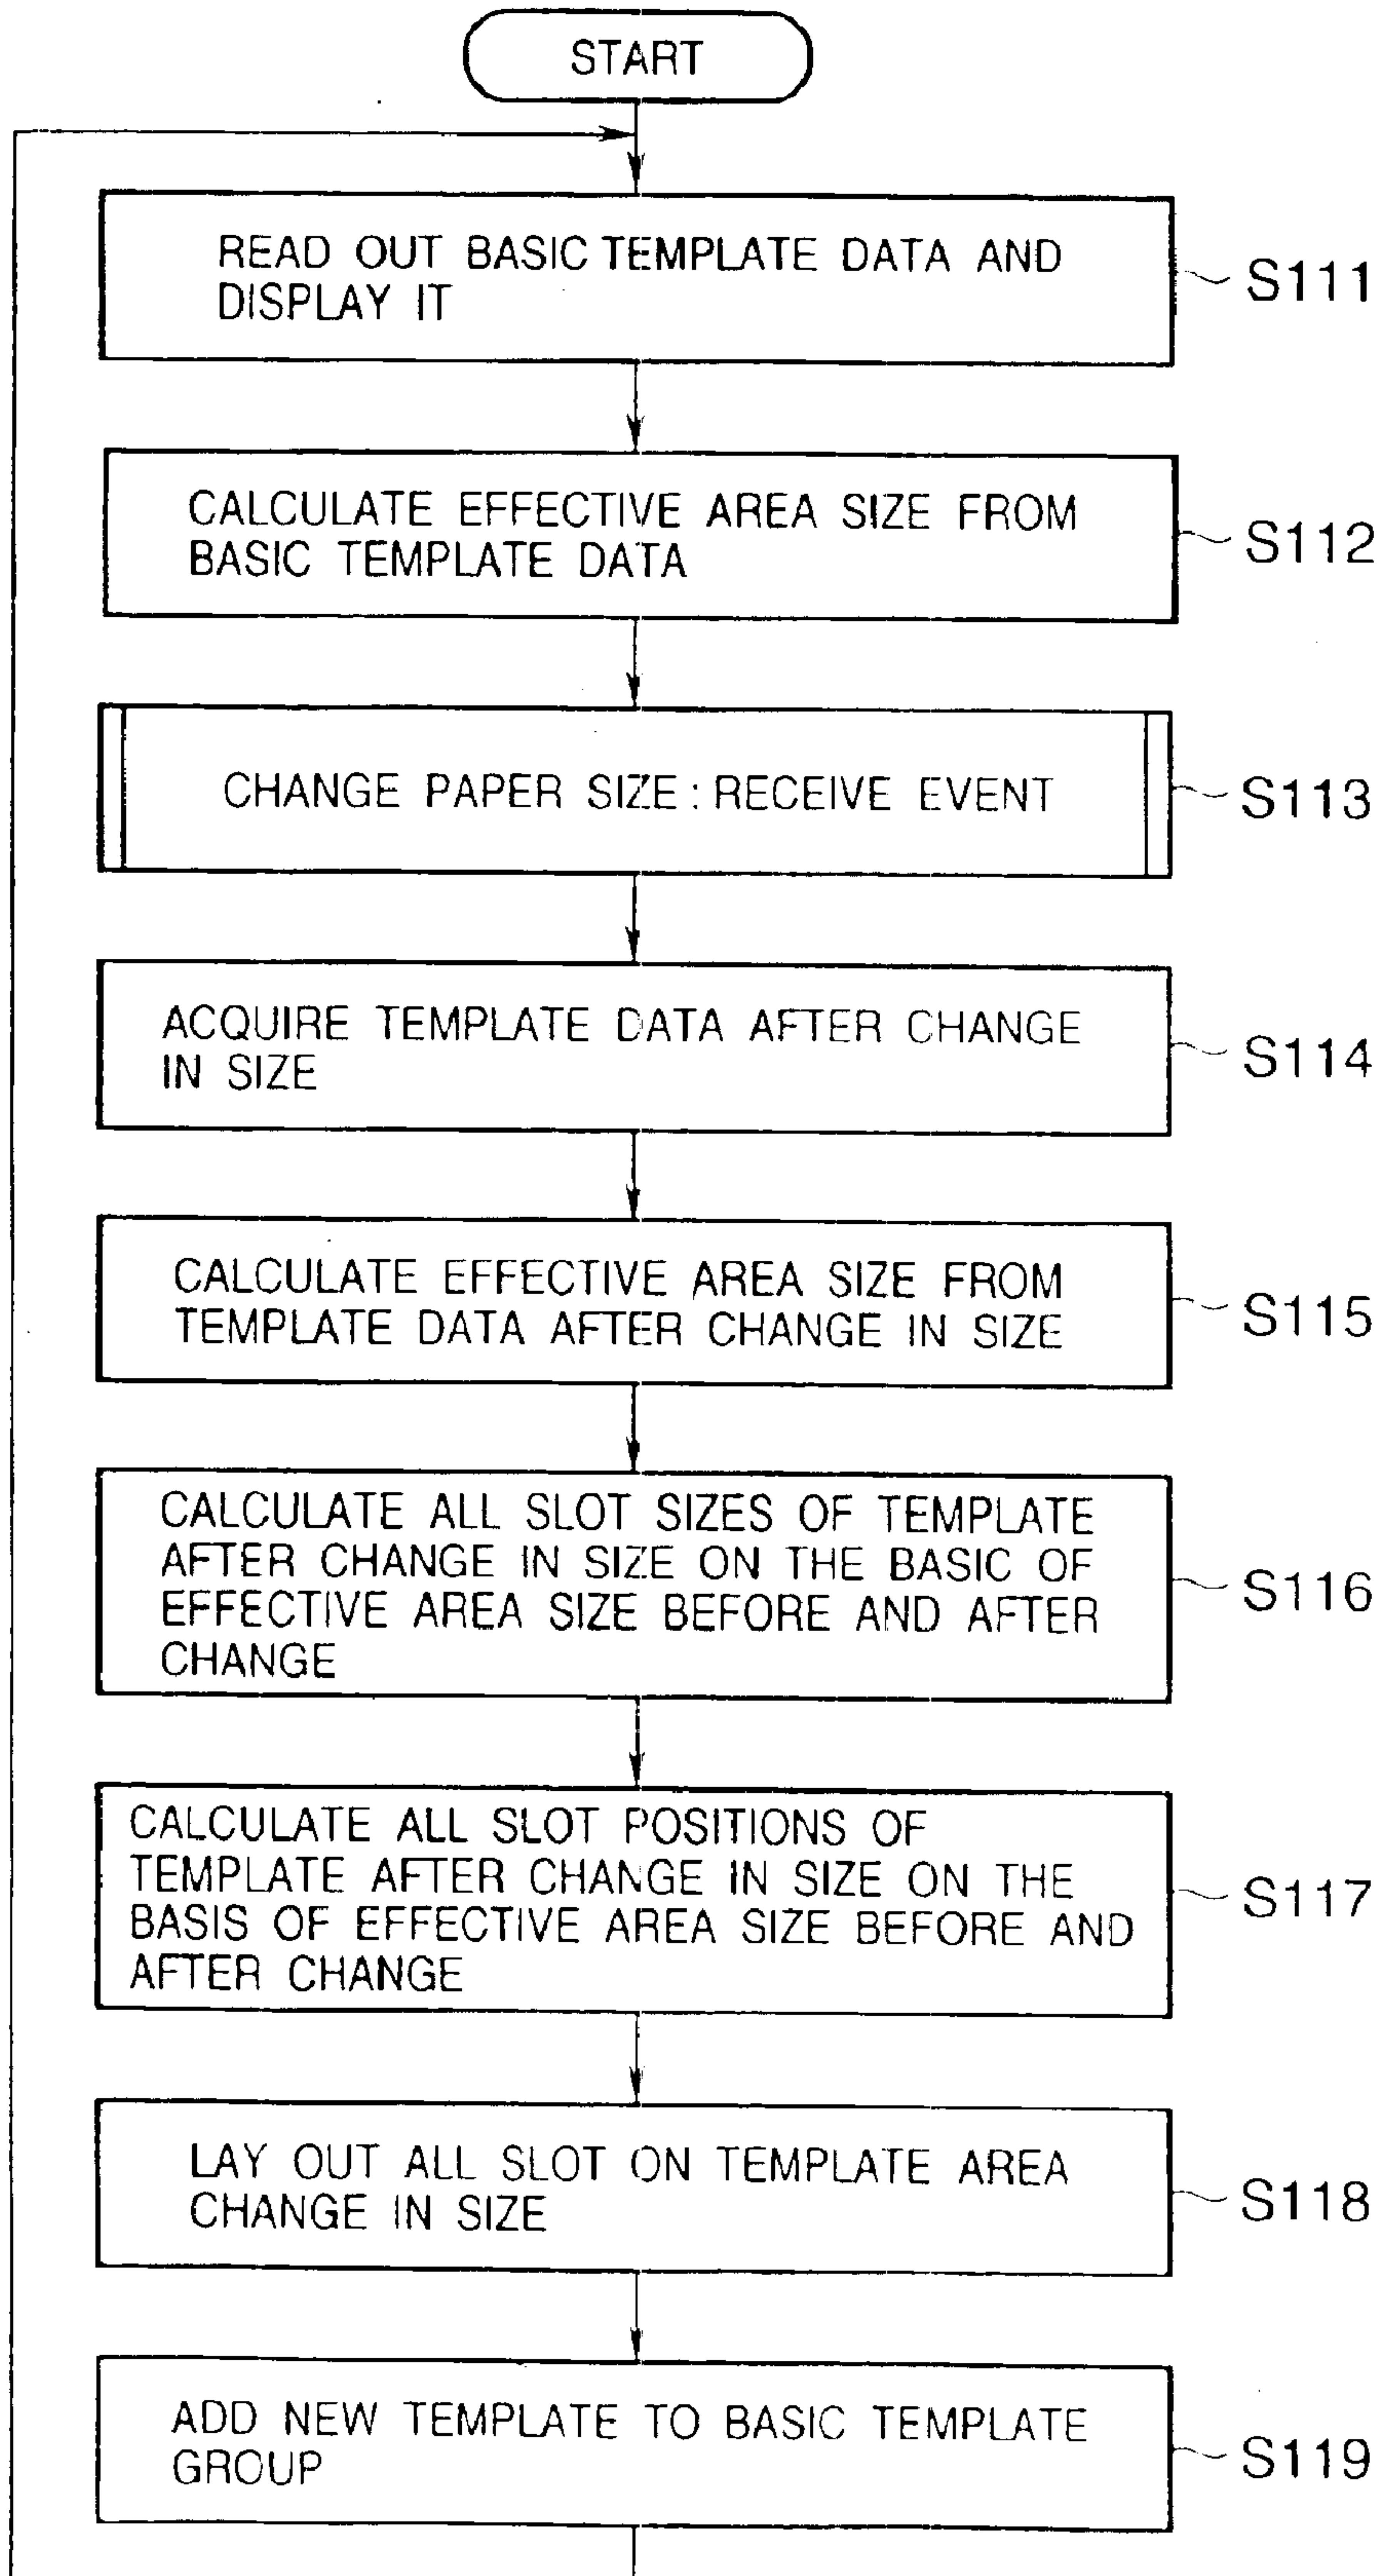 START
READ OUT BASIC TEMPLATE DATA AND
DISPLAY IT
S111
CALCULATE EFFECTIVE AREA SIZE FROM
BASIC TEMPLATE DATA
S112
CHANGE PAPER SIZE : RECEIVE EVENT
S113
ACQUIRE TEMPLATE DATA AFTER CHANGE
IN SIZE
S114
CALCULATE EFFECTIVE AREA SIZE FROM
TEMPLATE DATA AFTER CHANGE IN SIZE
S115
CALCULATE ALL SLOT SIZES OF TEMPLATE
AFTER CHANGE IN SIZE ON THE BASIC OF
EFFECTIVE AREA SIZE BEFORE AND AFTER
CHANGE
S116
CALCULATE ALL SLOT POSITIONS OF
TEMPLATE AFTER CHANGE IN SIZE ON THE
BASIS OF EFFECTIVE AREA SIZE BEFORE AND
AFTER CHANGE
S117
LAY OUT ALL SLOT ON TEMPLATE AREA
CHANGE IN SIZE
S118
ADD NEW TEMPLATE TO BASIC TEMPLATE
GROUP
S119